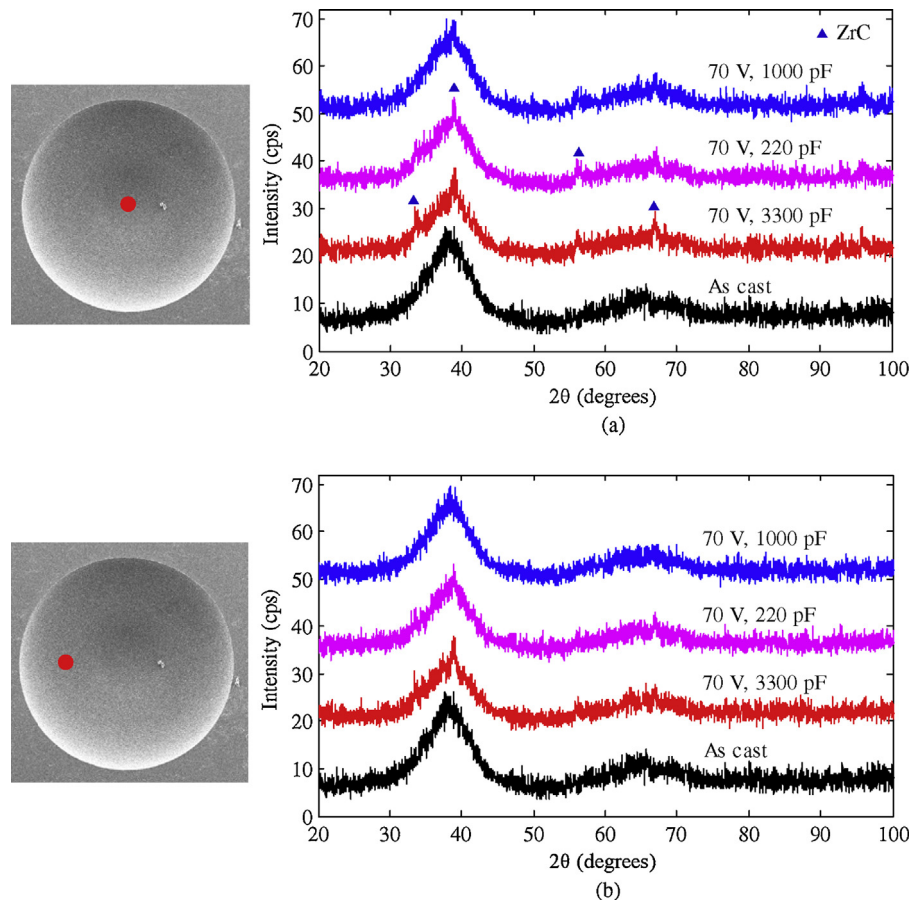 70
60
50
40
30
20
10
0
Intensity (cps)
▲ ZrC
70 V, 1000 pF
70 V, 220 pF
70 V, 3300 pF
As cast
20 30 40 50 60 70 80 90 100
2θ (degrees)
(a)
70
60
50
40
30
20
10
0
Intensity (cps)
70 V, 1000 pF
70 V, 220 pF
70 V, 3300 pF
As cast
20 30 40 50 60 70 80 90 100
2θ (degrees)
(b)